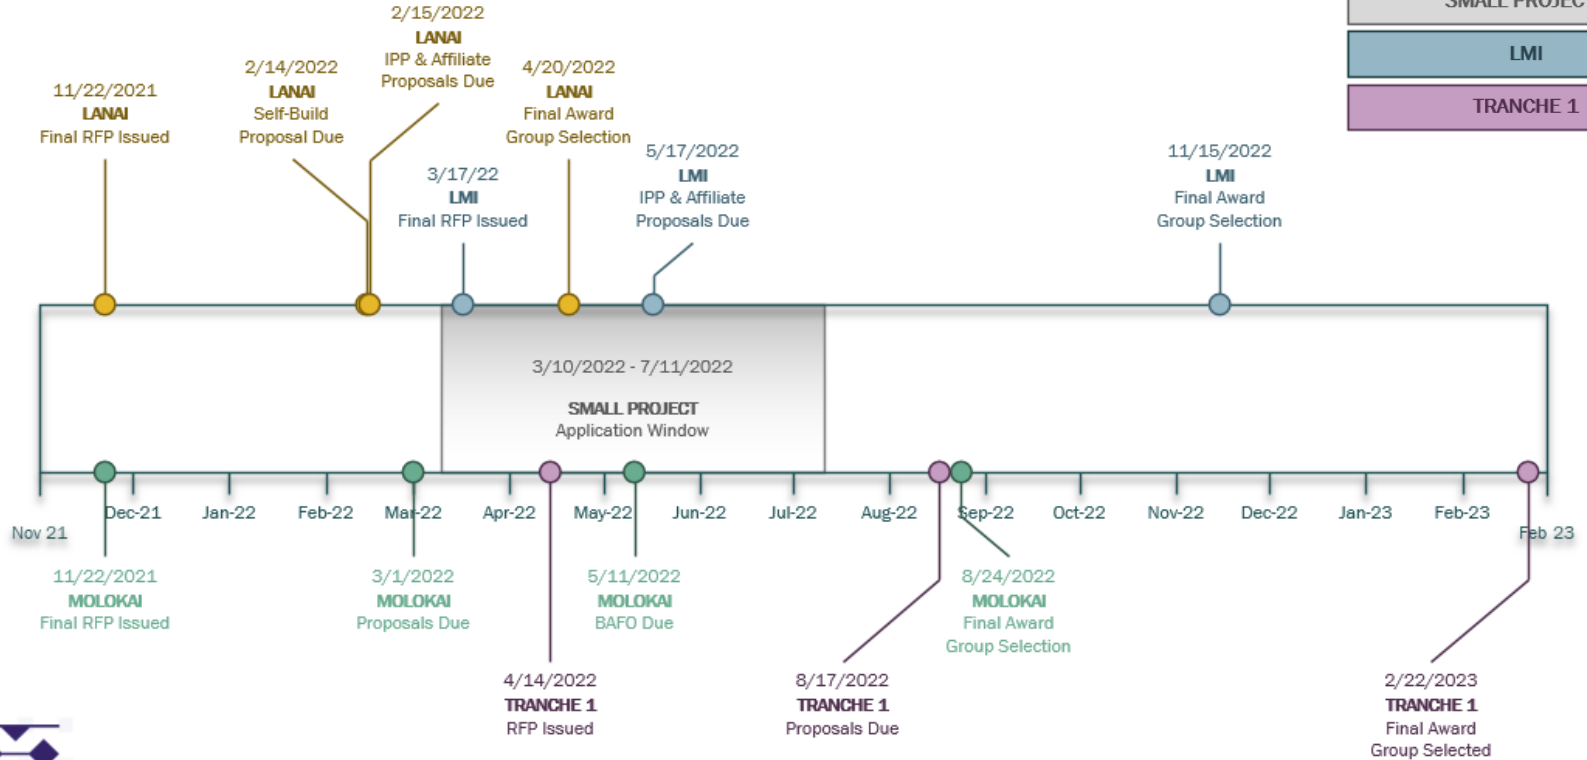 SMALL PROJEC
LMI
TRANCHE 1
11/22/2021
LANAI
Final RFP Issued
2/14/2022
LANAI
Self-Build
Proposal Due
2/15/2022
LANAI
IPP & Affiliate
Proposals Due
3/17/22
LMI
Final RFP Issued
4/20/2022
LANAI
Final Award
Group Selection
5/17/2022
LMI
IPP & Affiliate
Proposals Due
11/15/2022
LMI
Final Award
Group Selection
3/10/2022 - 7/11/2022
SMALL PROJECT
Application Window
Nov 21
Dec-21
Jan-22
Feb-22
Mar-22
Apr-22
May-22
Jun-22
Jul-22
Aug-22
Sep-22
Oct-22
Nov-22
Dec-22
Jan-23
Feb-23
Feb 23
11/22/2021
MOLOKAI
Final RFP Issued
3/1/2022
MOLOKAI
Proposals Due
5/11/2022
MOLOKAI
BAFO Due
8/24/2022
MOLOKAI
Final Award
Group Selection
4/14/2022
TRANCHE 1
RFP Issued
8/17/2022
TRANCHE 1
Proposals Due
2/22/2023
TRANCHE 1
Final Award
Group Selected